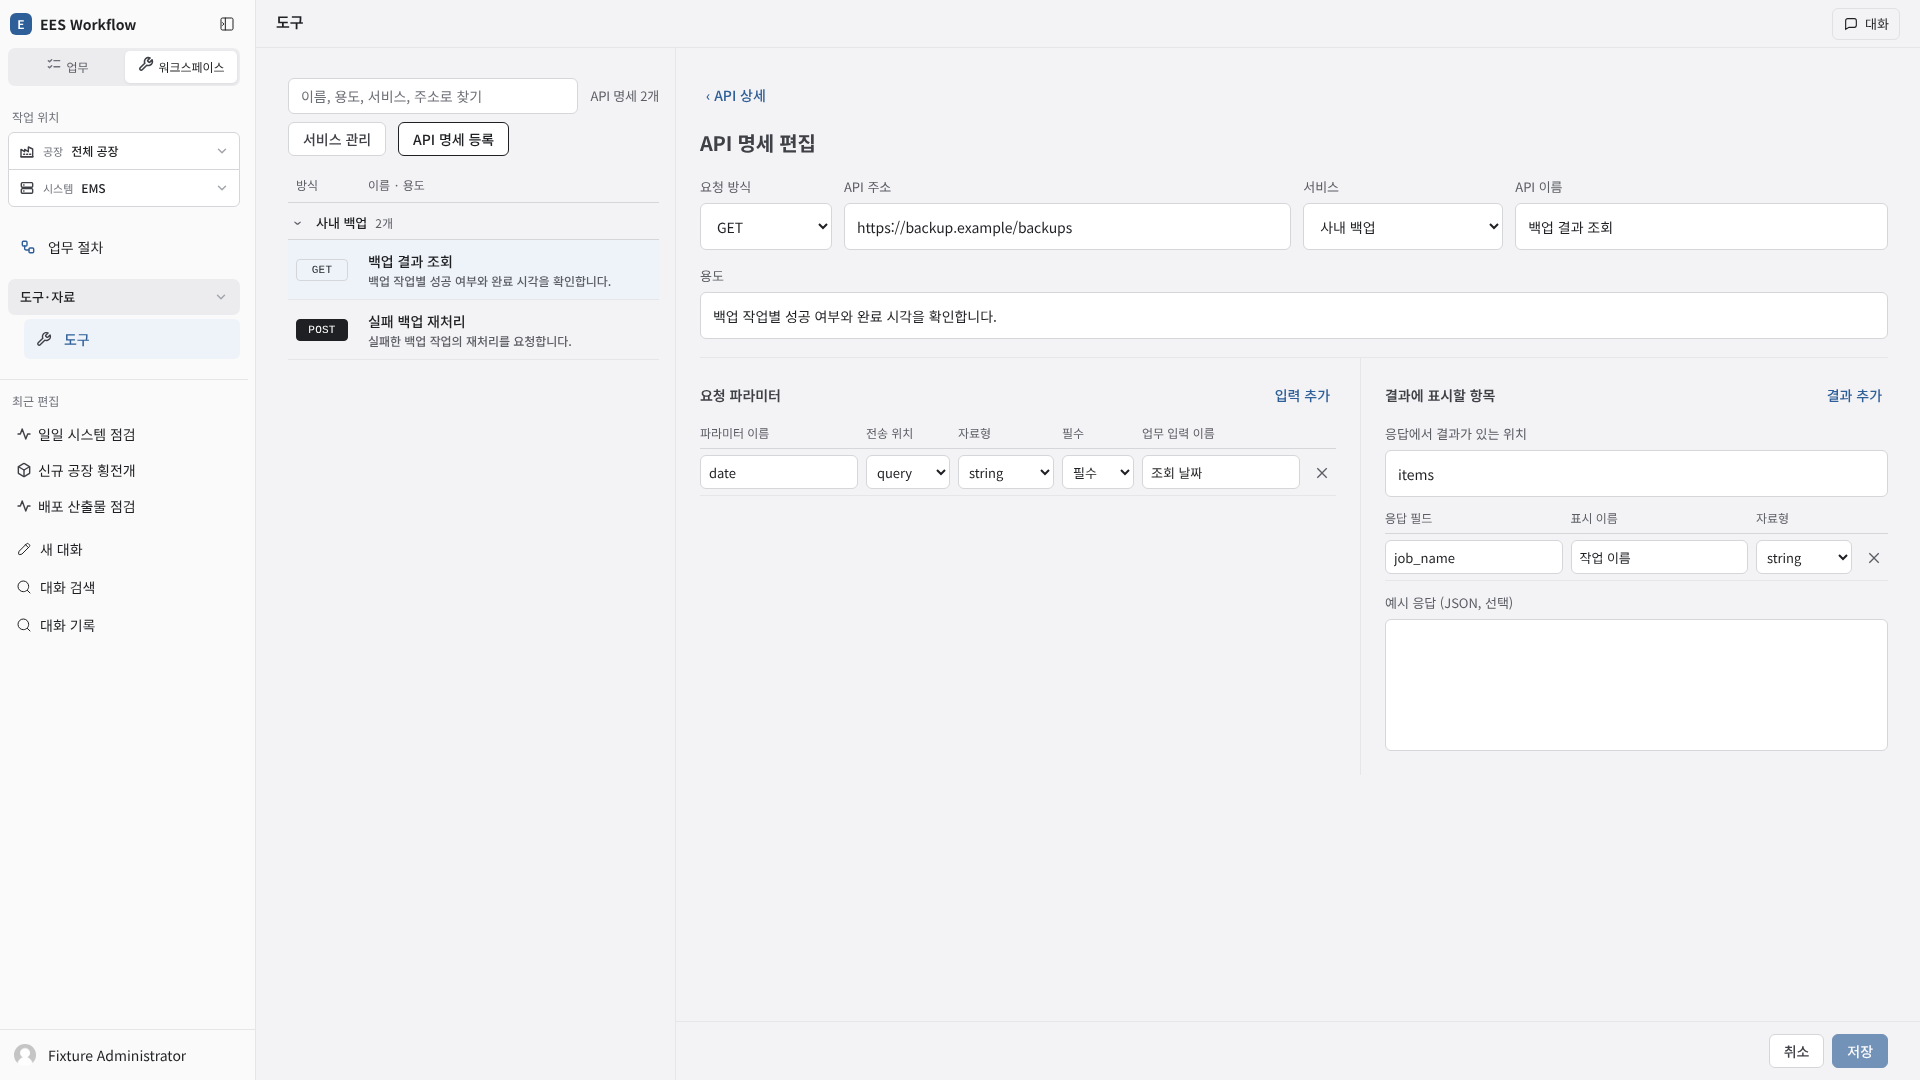 E EES Workflow
업무
워크스페이스
작업 위치
공장 전체 공장
시스템 EMS
업무 절차
도구·자료
도구
최근 편집
일일 시스템 점검
신규 공장 횡전개
배포 산출물 점검
새 대화
대화 검색
대화 기록
Fixture Administrator
도구
대화
이름, 용도, 서비스, 주소로 찾기
API 명세 2개
서비스 관리
API 명세 등록
방식
이름 · 용도
사내 백업 2개
GET
백업 결과 조회
백업 작업별 성공 여부와 완료 시각을 확인합니다.
POST
실패 백업 재처리
실패한 백업 작업의 재처리를 요청합니다.
‹ API 상세
API 명세 편집
요청 방식
API 주소
서비스
API 이름
GET
https://backup.example/backups
사내 백업
백업 결과 조회
용도
백업 작업별 성공 여부와 완료 시각을 확인합니다.
요청 파라미터
입력 추가
파라미터 이름
전송 위치
자료형
필수
업무 입력 이름
date
query
string
필수
조회 날짜
결과에 표시할 항목
결과 추가
응답에서 결과가 있는 위치
items
응답 필드
표시 이름
자료형
job_name
작업 이름
string
예시 응답 (JSON, 선택)
취소
저장